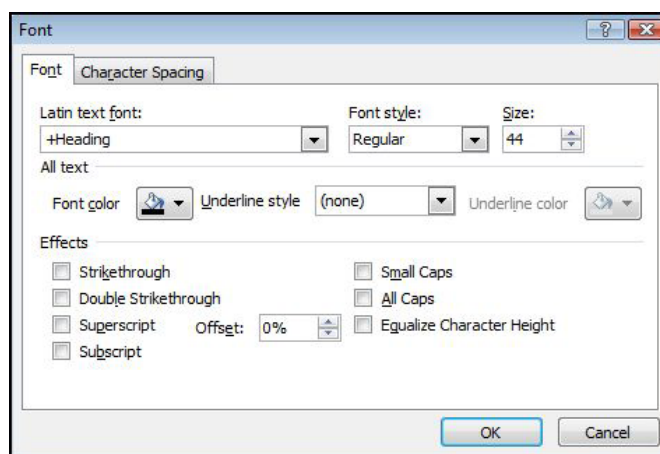 Font
Font Character Spacing
Latin text font: Font style: Size:
+Heading Regular 44
All text
Font color Underline style (none) Underline color
Effects
Strikethrough Small Caps
Double Strikethrough All Caps
Superscript Offset: 0% Equalize Character Height
Subscript
OK Cancel